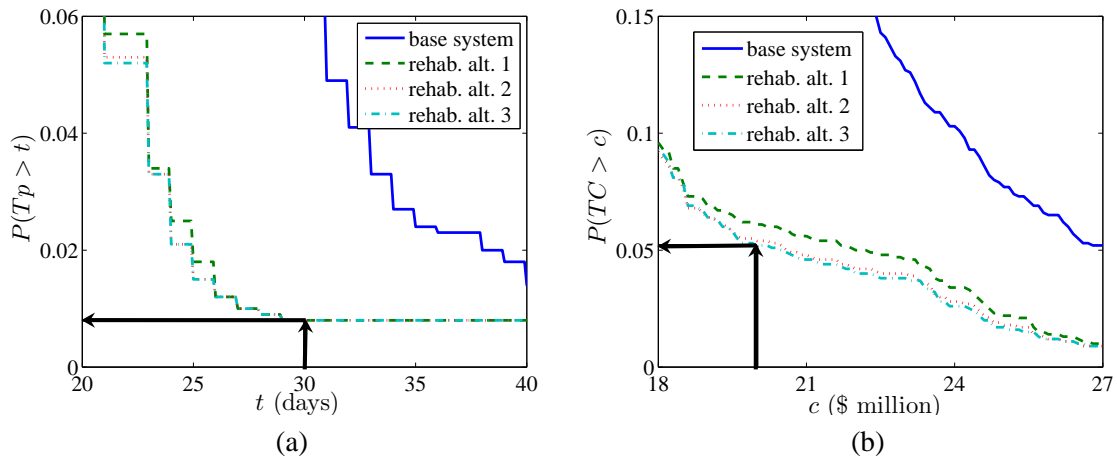 0.06
0.04
0.02
0
P(Tp > t)
base system
rehab. alt. 1
rehab. alt. 2
rehab. alt. 3
20
25
30
35
40
t (days)
(a)
0.15
0.10
0.05
0
P(TC > c)
base system
rehab. alt. 1
rehab. alt. 2
rehab. alt. 3
18
21
24
27
c ($ million)
(b)